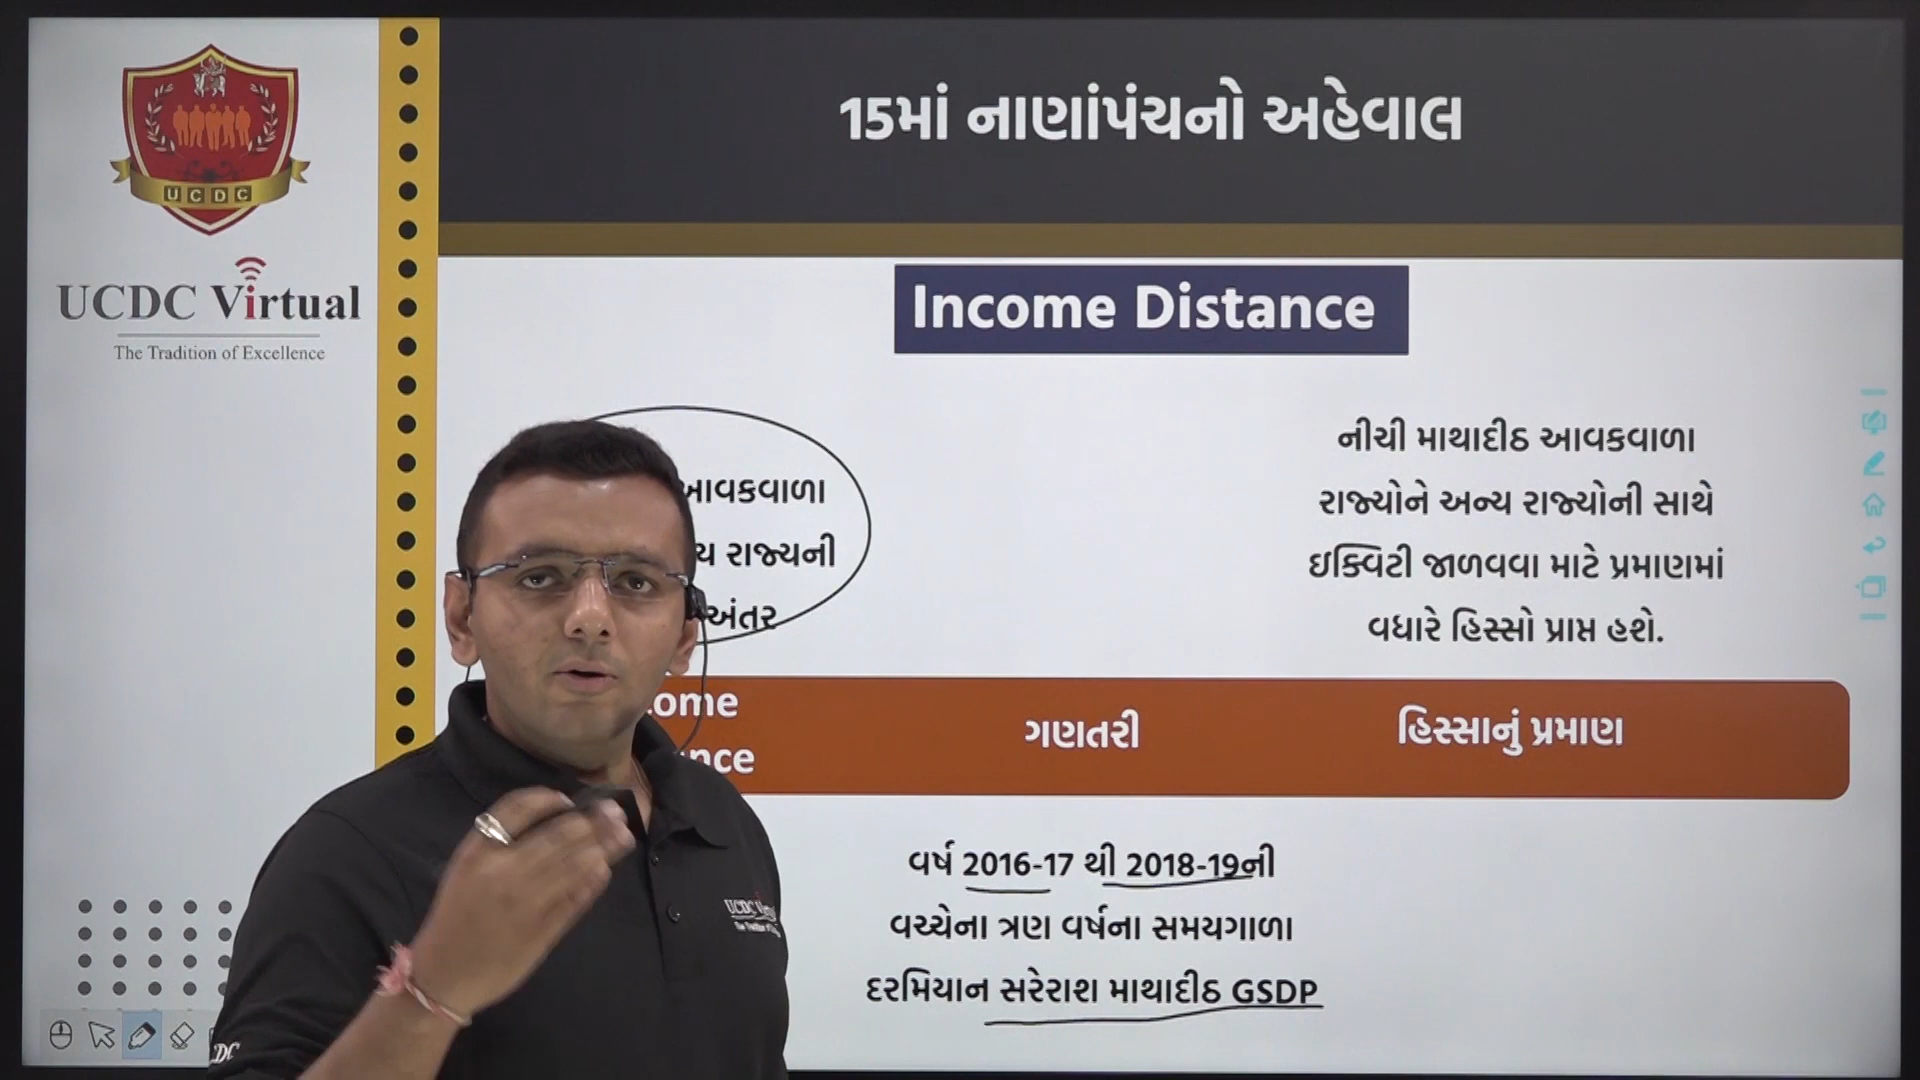 UCDC
UCDC Virtual
The Tradition of Excellence
15માં નાણાંપંચનો અહેવાલ
Income Distance
આવકવાળા
રાજ્યની
અંતર
નીચી માથાદીઠ આવકવાળા
રાજ્યોને અન્ય રાજ્યોની સાથે
ઇક્વિટી જાળવવા માટે પ્રમાણમાં
વધારે હિસ્સો પ્રાપ્ત હશે.
ગણતરી
હિસ્સાનું પ્રમાણ
વર્ષ 2016-17 થી 2018-19ની
વચ્ચેના ત્રણ વર્ષના સમયગાળા
દરમિયાન સરેરાશ માથાદીઠ GSDP
UCDC